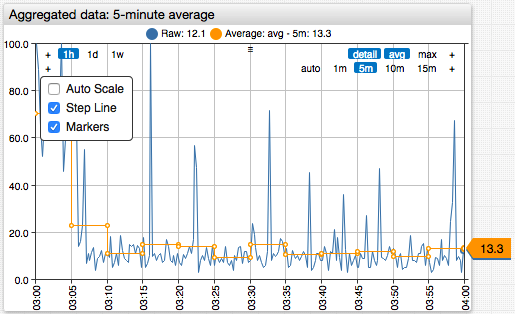 Aggregated data: 5-minute average
Raw: 12.1 Average: avg - 5m: 13.3
100.0
1h 1d 1w detail avg max
auto 1m 5m 10m 15m
80.0
Auto Scale
Step Line
Markers
60.0
40.0
20.0
13.3
0.0
03:00 03:05 03:10 03:15 03:20 03:25 03:30 03:35 03:40 03:45 03:50 03:55 04:00